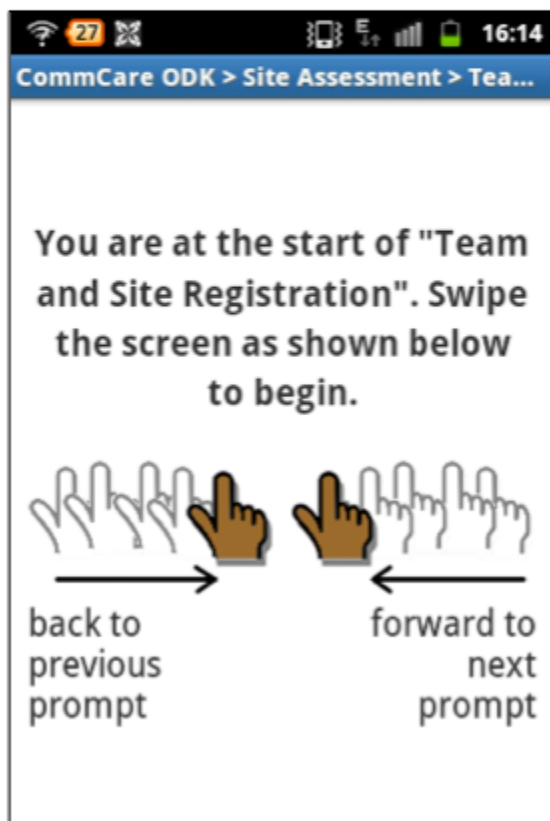 27 E 16:14
CommCare ODK > Site Assessment > Tea...
You are at the start of "Team
and Site Registration". Swipe
the screen as shown below
to begin.
back to
previous
prompt
forward to
next
prompt